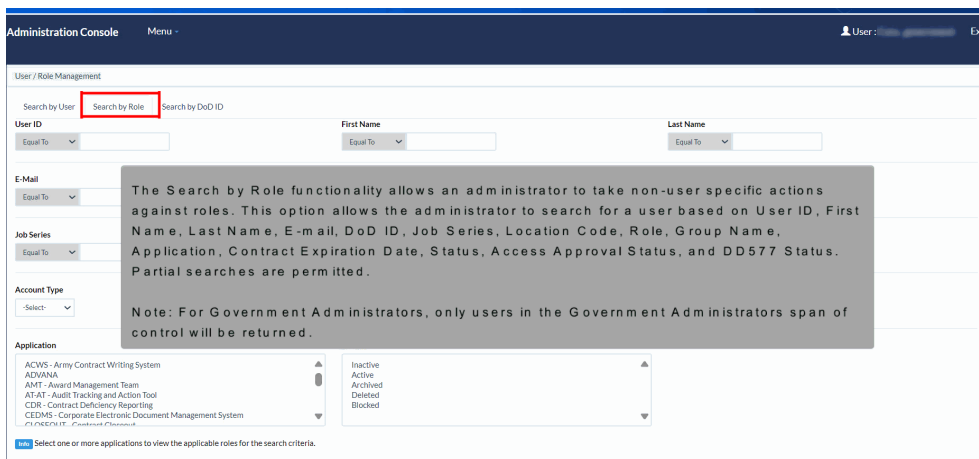 Administration Console Menu User : Ex
User / Role Management
Search by User Search by Role Search by DoD ID
User ID First Name Last Name
Equal To Equal To Equal To
E-Mail
Equal To
The Search by Role functionality allows an administrator to take non-user specific actions
against roles. This option allows the administrator to search for a user based on User ID, First
Name, Last Name, E-mail, DoD ID, Job Series, Location Code, Role, Group Name,
Application, Contract Expiration Date, Status, Access Approval Status, and DD577 Status.
Partial searches are permitted.
Note: For Government Administrators, only users in the Government Administrators span of
control will be returned.
Job Series
Equal To
Account Type
-Select-
Application
ACWS - Army Contract Writing System
ADVANA
AMT - Award Management Team
AT-AT - Audit Tracking and Action Tool
CDR - Contract Deficiency Reporting
CEDMS - Corporate Electronic Document Management System
CLOSEOUT - Contract Closeout
Inactive
Active
Archived
Deleted
Blocked
Info Select one or more applications to view the applicable roles for the search criteria.